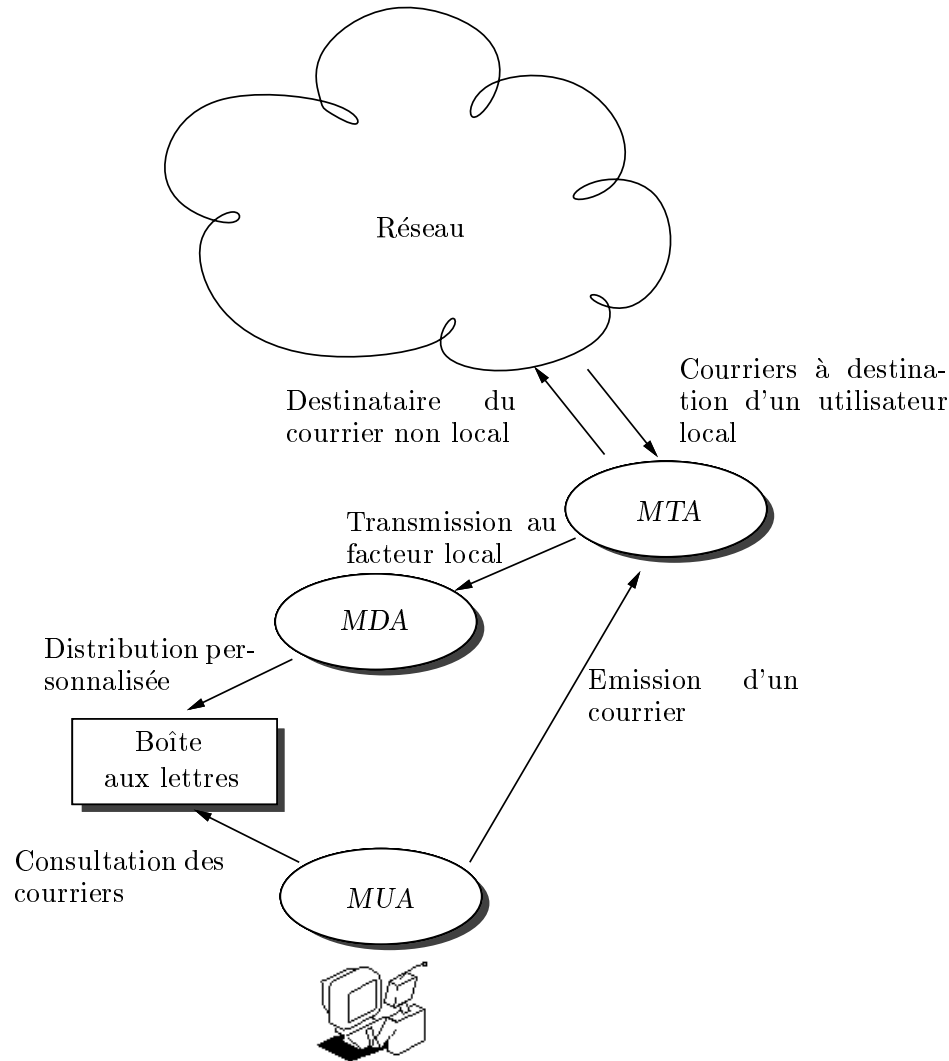 Réseau
Destinataire du
courrier non local
Courriers à destina-
tion d'un utilisateur
local
MTA
Transmission au
facteur local
MDA
Distribution per-
sonnalisée
Emission d'un
courrier
Boîte
aux lettres
Consultation des
courriers
MUA